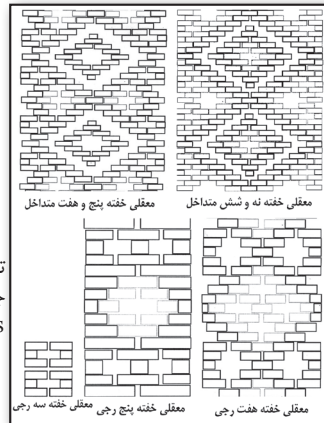 معقلی خفته نه و شش متداخل
معقلی خفته پنج و هفت متداخل
معقلی خفته هفت رجی
معقلی خفته پنج رجی
معقلی خفته سه رجی